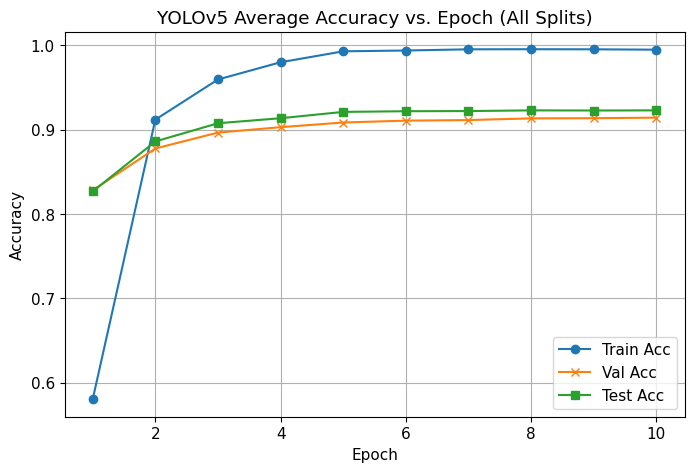 YOLOv5 Average Accuracy vs. Epoch (All Splits)
1.0
0.9
0.8
0.7
0.6
Accuracy
2 4 6 8 10
Epoch
Train Acc
Val Acc
Test Acc